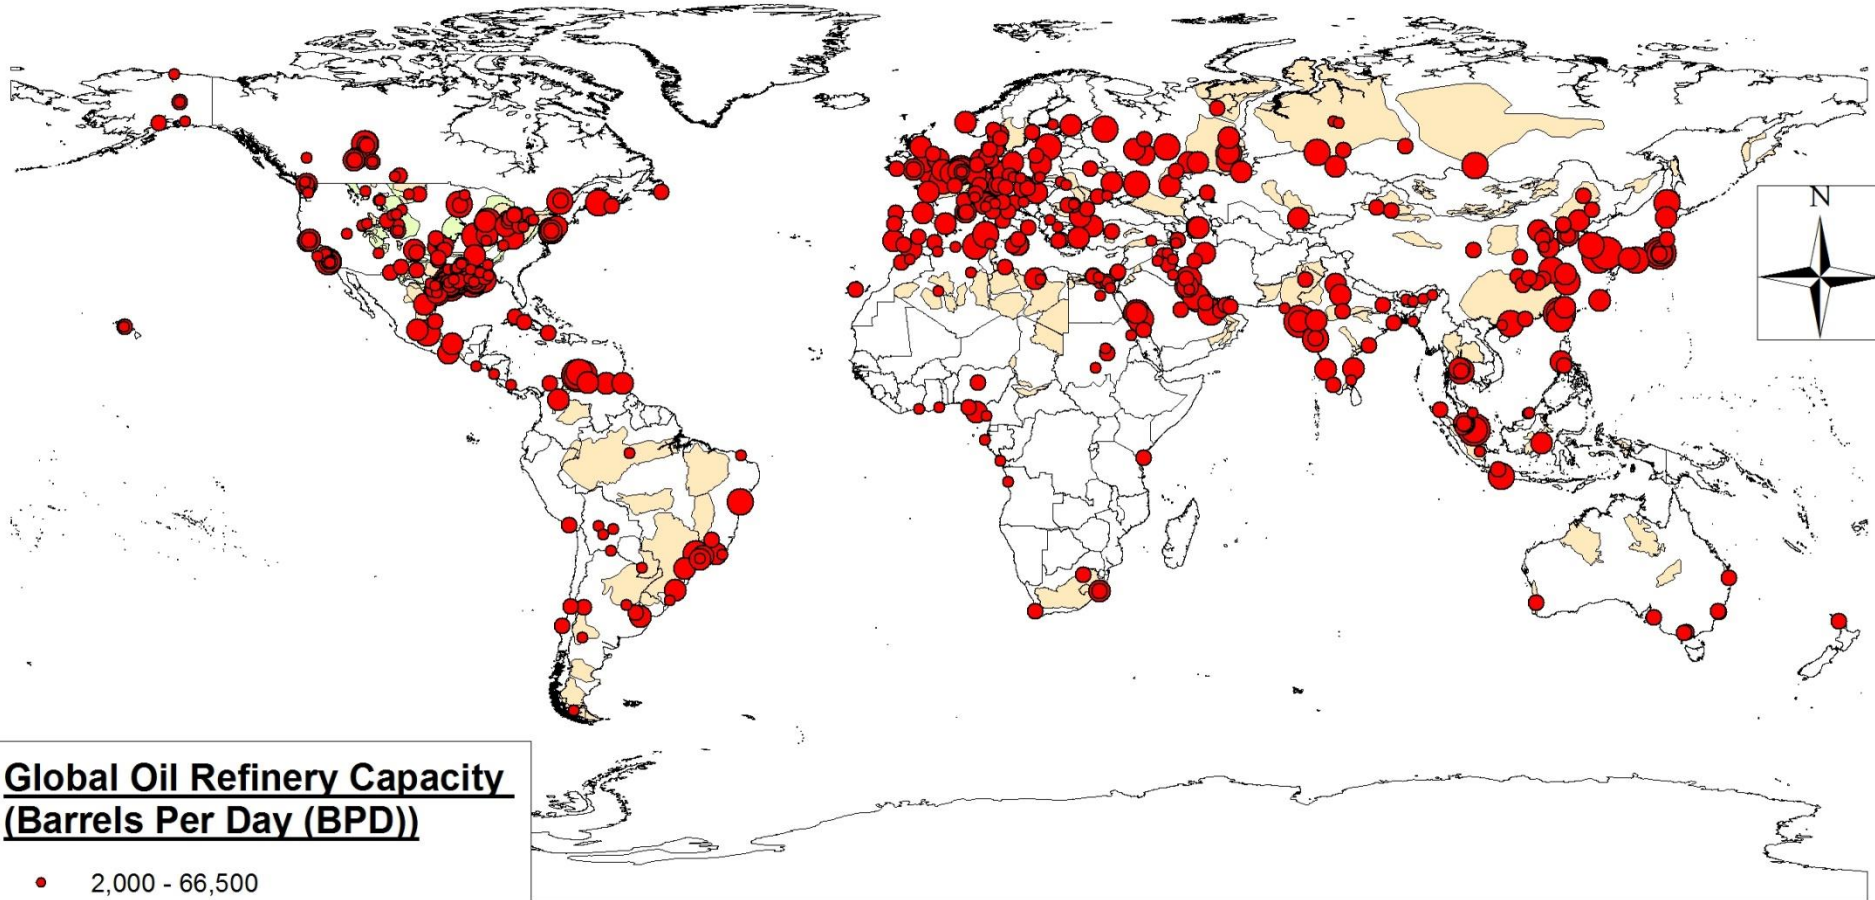 N
Global Oil Refinery Capacity
(Barrels Per Day (BPD))
2,000 - 66,500